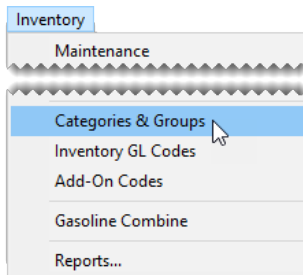 Inventory
Maintenance
Categories & Groups
Inventory GL Codes
Add-On Codes
Gasoline Combine
Reports...